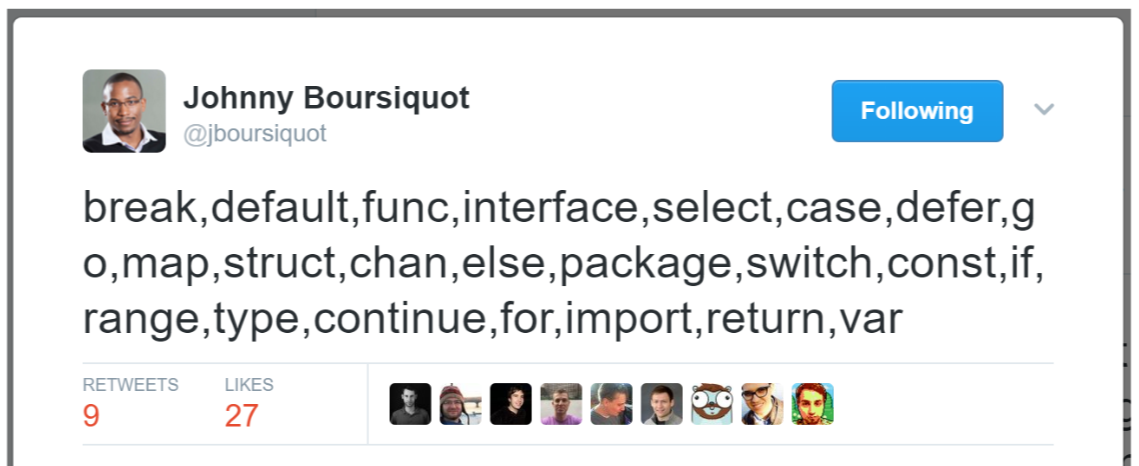 Johnny Boursiquot
@jboursiquot
Following
break,default,func,interface,select,case,defer,g
o,map,struct,chan,else,package,switch,const,if,
range,type,continue,for,import,return,var
RETWEETS LIKES
9 27